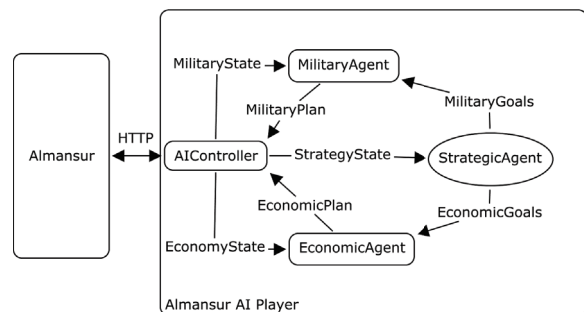 MilitaryState
MilitaryAgent
MilitaryPlan
MilitaryGoals
HTTP
Almansur
AIController
StrategyState
StrategicAgent
EconomicPlan
EconomicGoals
EconomyState
EconomicAgent
Almansur AI Player